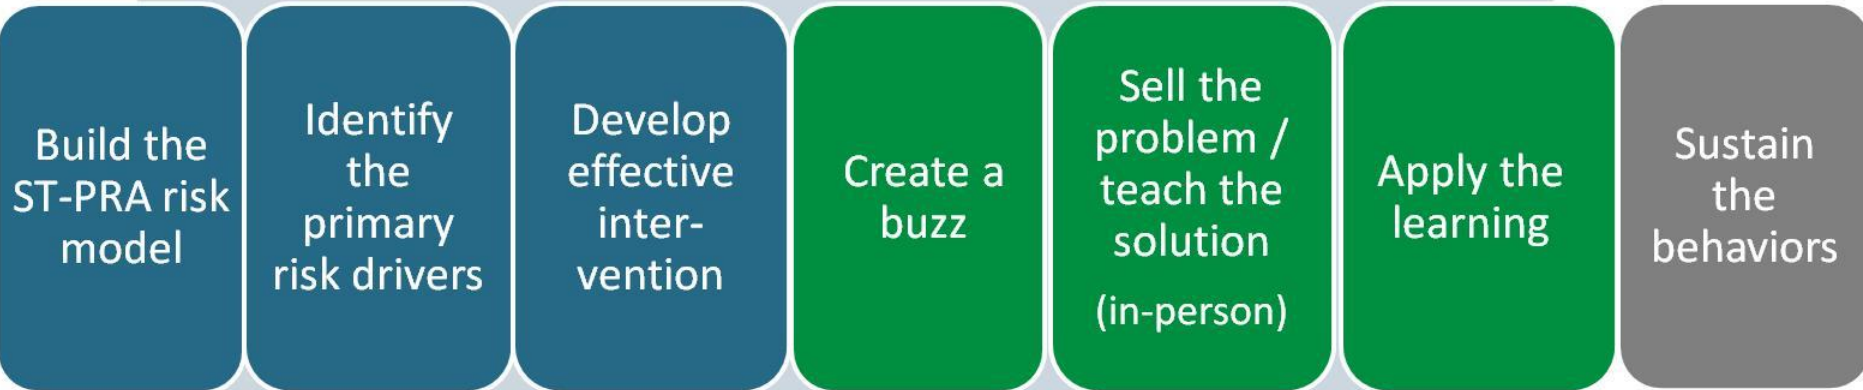 Build the
ST-PRA risk
model
Identify
the
primary
risk drivers
Develop
effective
inter-
vention
Create a
buzz
Sell the
problem /
teach the
solution
(in-person)
Apply the
learning
Sustain
the
behaviors